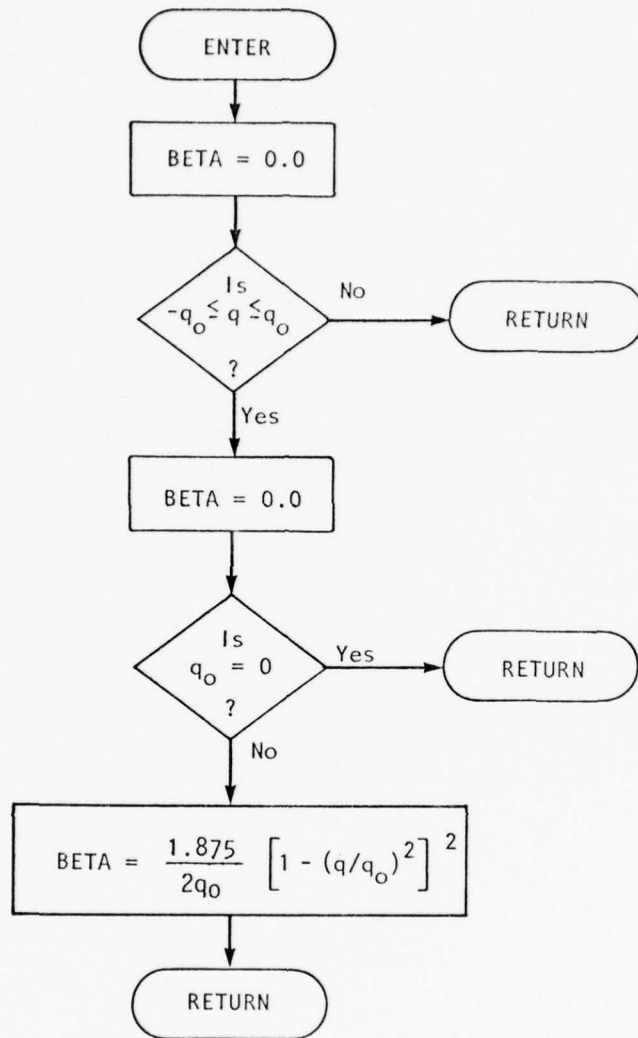 ENTER
BETA = 0.0
Is
-q₀ ≤ q ≤ q₀
?
No
RETURN
Yes
BETA = 0.0
Is
q₀ = 0
?
Yes
RETURN
No
BETA = 1.875/2q₀ [1 - (q/q₀)²]²
RETURN